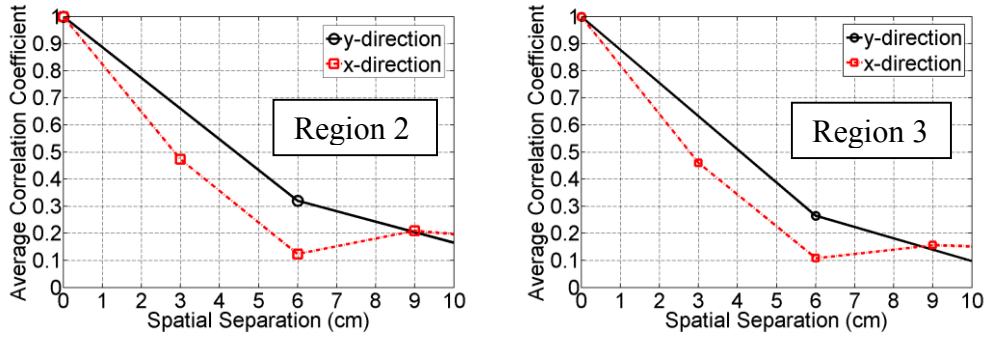 Average Correlation Coefficient
1
0.9
0.8
0.7
0.6
0.5
0.4
0.3
0.2
0.1
0
y-direction
x-direction
Region 2
0 1 2 3 4 5 6 7 8 9 10
Spatial Separation (cm)
Average Correlation Coefficient
1
0.9
0.8
0.7
0.6
0.5
0.4
0.3
0.2
0.1
0
y-direction
x-direction
Region 3
0 1 2 3 4 5 6 7 8 9 10
Spatial Separation (cm)